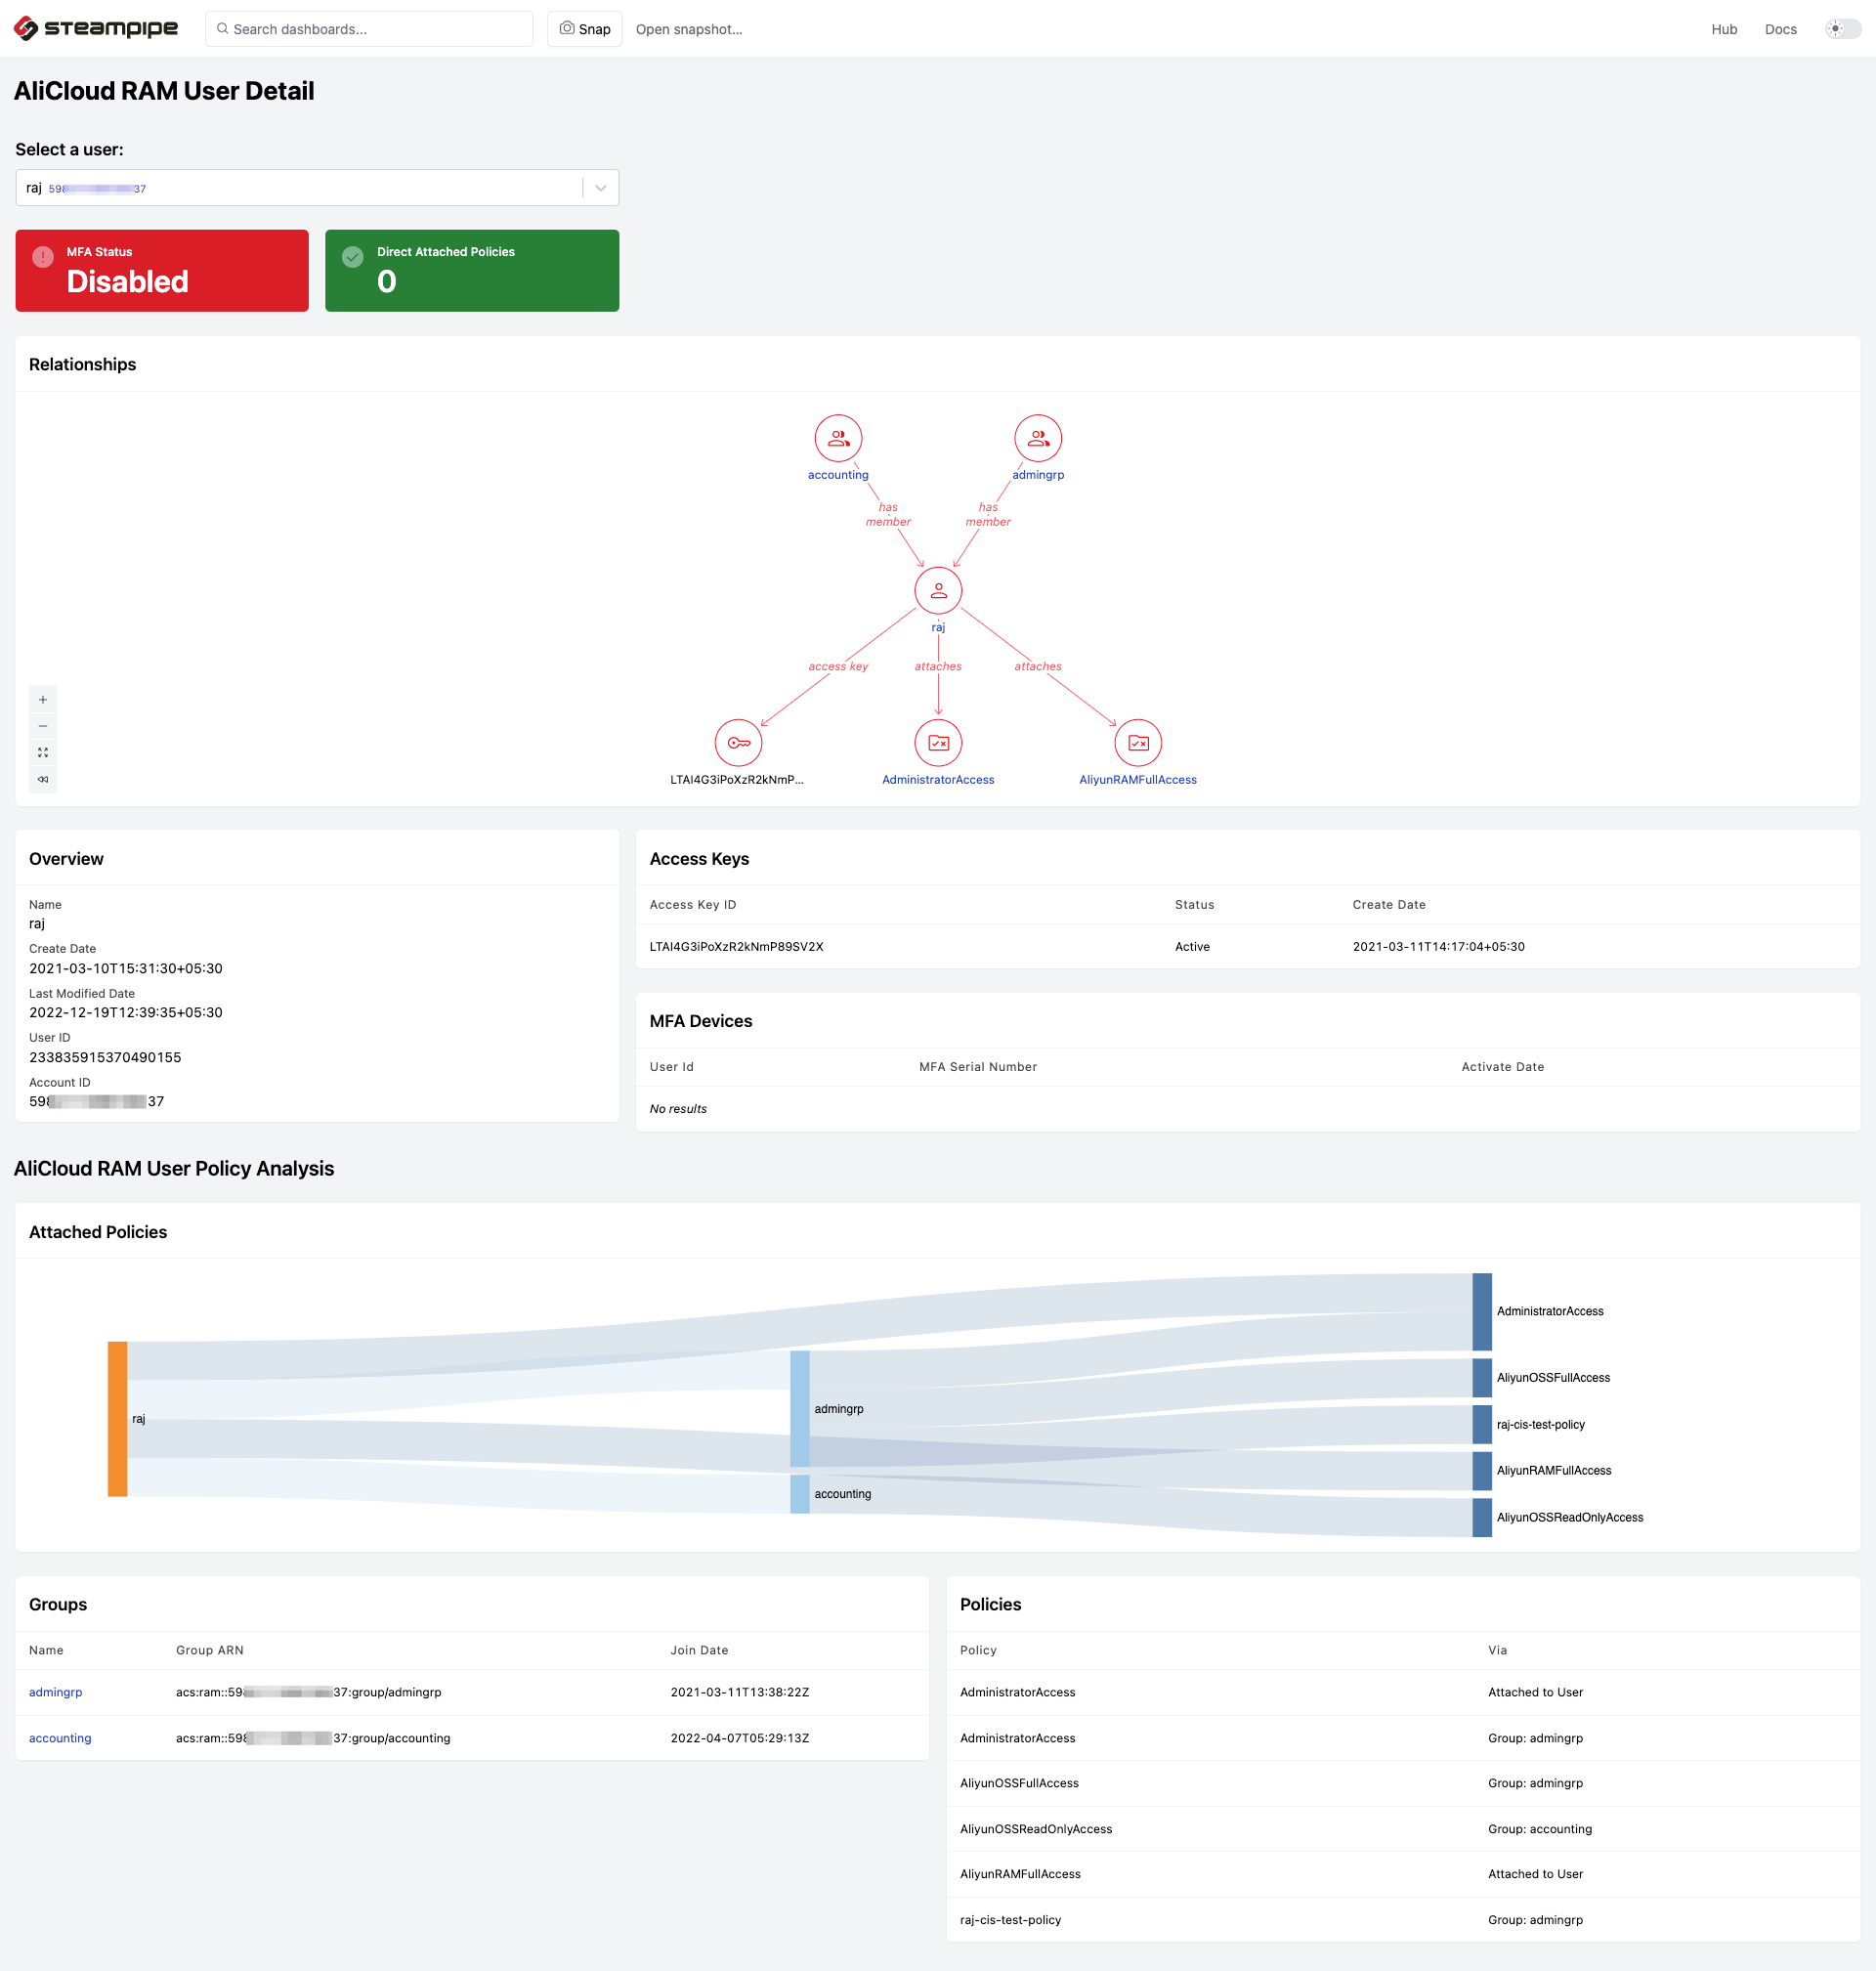 steampipe
Search dashboards...
Snap
Open snapshot...
Hub
Docs
AliCloud RAM User Detail
Select a user:
raj 598 37
MFA Status
Disabled
Direct Attached Policies
0
Relationships
accounting
admingrp
has
member
has
member
raj
access key
attaches
attaches
LTAI4G3iPoXzR2kNmP...
AdministratorAccess
AliyunRAMFullAccess
Overview
Name
raj
Create Date
2021-03-10T15:31:30+05:30
Last Modified Date
2022-12-19T12:39:35+05:30
User ID
233835915370490155
Account ID
598 37
Access Keys
Access Key ID Status Create Date
LTAI4G3iPoXzR2kNmP89SV2X Active 2021-03-11T14:17:04+05:30
MFA Devices
User Id MFA Serial Number Activate Date
No results
AliCloud RAM User Policy Analysis
Attached Policies
AdministratorAccess
AliyunOSSFullAccess
raj
admingrp
raj-cis-test-policy
AliyunRAMFullAccess
accounting
AliyunOSSReadOnlyAccess
Groups
Name Group ARN Join Date
admingrp acs:ram::59 37:group/admingrp 2021-03-11T13:38:22Z
accounting acs:ram::598 37:group/accounting 2022-04-07T05:29:13Z
Policies
Policy Via
AdministratorAccess Attached to User
AdministratorAccess Group: admingrp
AliyunOSSFullAccess Group: admingrp
AliyunOSSReadOnlyAccess Group: accounting
AliyunRAMFullAccess Attached to User
raj-cis-test-policy Group: admingrp